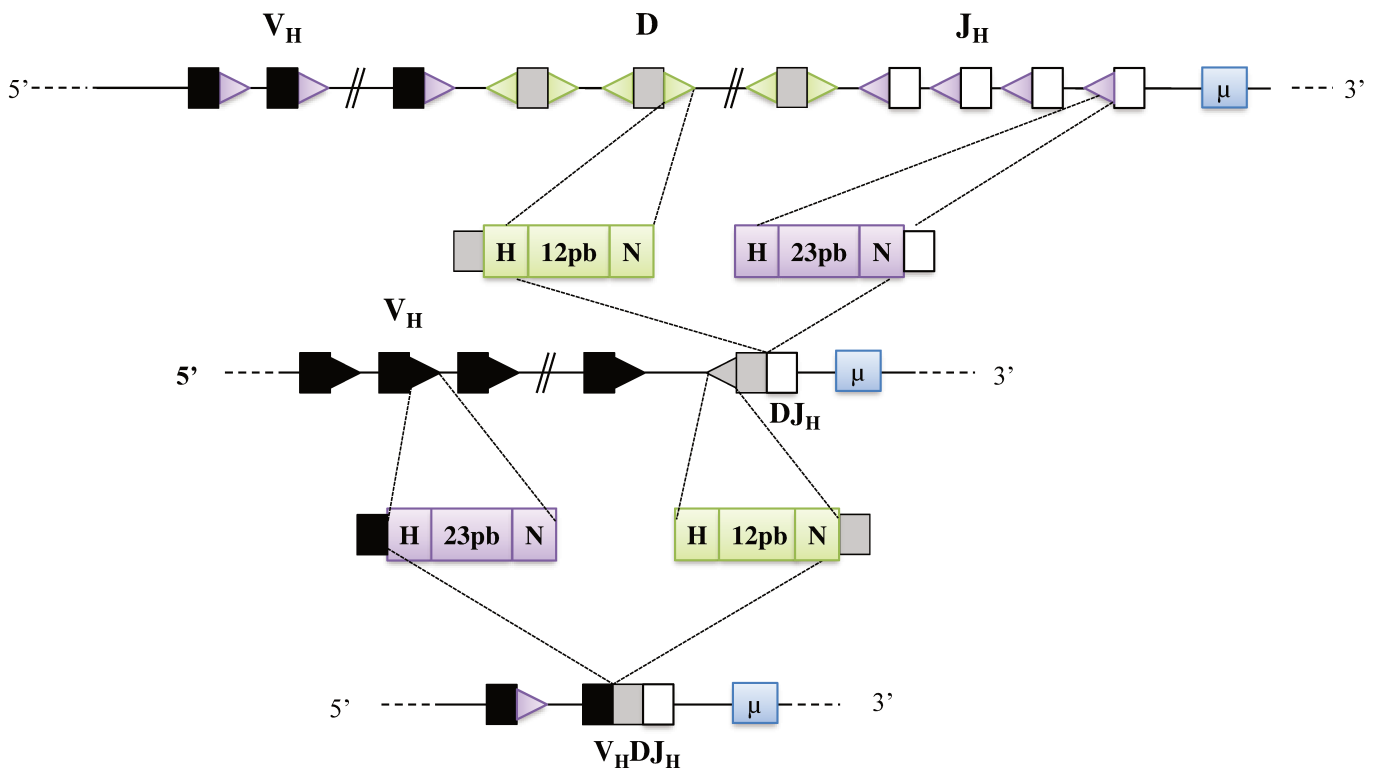 V_H D J_H
5’ μ 3’
H 12pb N H 23pb N
V_H
5’ μ 3’
DJ_H
H 23pb N H 12pb N
5’ μ 3’
V_HDJ_H